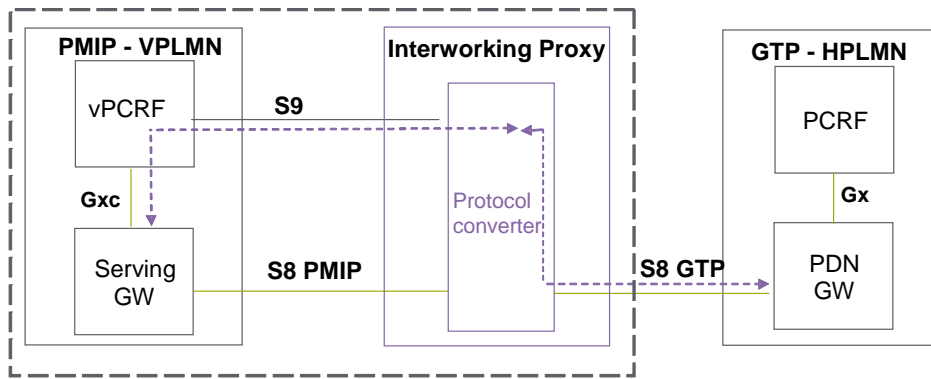 PMIP - VPLMN
Interworking Proxy
GTP - HPLMN
vPCRF
S9
PCRF
Gxc
Protocol
converter
Gx
Serving
GW
S8 PMIP
S8 GTP
PDN
GW